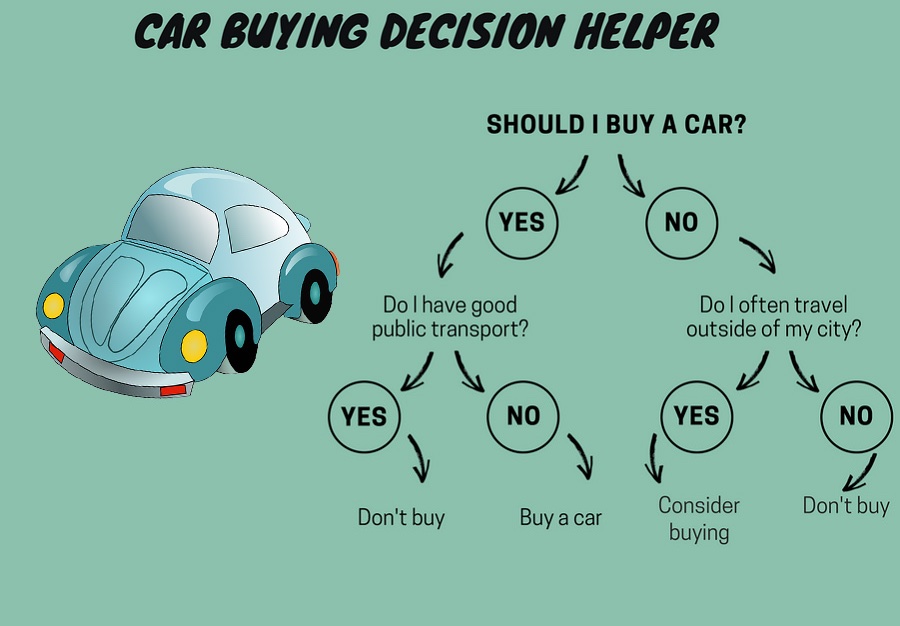 CAR BUYING DECISION HELPER
SHOULD I BUY A CAR?
YES
NO
Do I have good
public transport?
Do I often travel
outside of my city?
YES
NO
YES
NO
Don't buy
Buy a car
Consider
buying
Don't buy